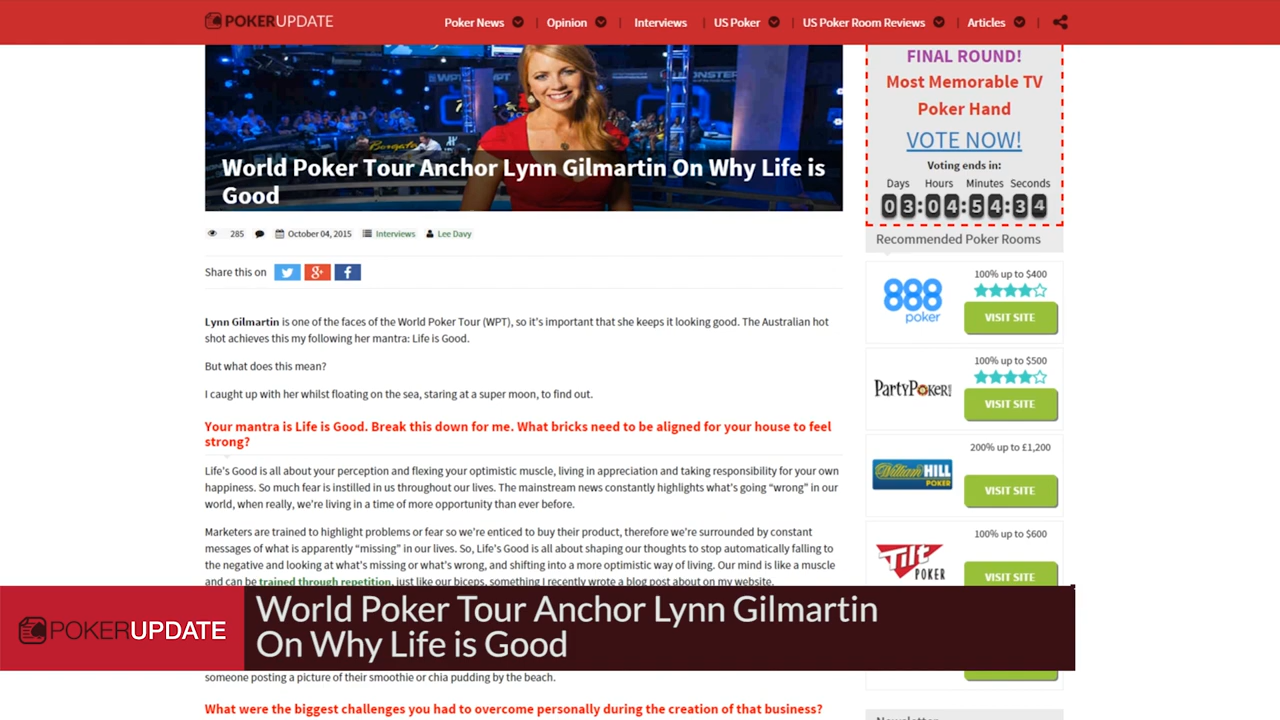 POKERUPDATE
Poker News
Opinion
Interviews
US Poker
US Poker Room Reviews
Articles
World Poker Tour Anchor Lynn Gilmartin On Why Life is
Good
285
October 04, 2015
Interviews
Lee Davy
Share this on
Lynn Gilmartin is one of the faces of the World Poker Tour (WPT), so it's important that she keeps it looking good. The Australian hot
shot achieves this my following her mantra: Life is Good.
But what does this mean?
I caught up with her whilst floating on the sea, staring at a super moon, to find out.
Your mantra is Life is Good. Break this down for me. What bricks need to be aligned for your house to feel
strong?
Life's Good is all about your perception and flexing your optimistic muscle, living in appreciation and taking responsibility for your own
happiness. So much fear is instilled in us throughout our lives. The mainstream news constantly highlights what's going "wrong" in our
world, when really, we're living in a time of more opportunity than ever before.
Marketers are trained to highlight problems or fear so we're enticed to buy their product, therefore we're surrounded by constant
messages of what is apparently "missing" in our lives. So, Life's Good is all about shaping our thoughts to stop automatically falling to
the negative and looking at what's missing or what's wrong, and shifting into a more optimistic way of living. Our mind is like a muscle
and can be trained through repetition, just like our biceps, something I recently wrote a blog post about on my website.
someone posting a picture of their smoothie or chia pudding by the beach.
What were the biggest challenges you had to overcome personally during the creation of that business?
FINAL ROUND!
Most Memorable TV
Poker Hand
VOTE NOW!
Voting ends in:
Days Hours Minutes Seconds
03:04:54:34
Recommended Poker Rooms
888
poker
100% up to $400
VISIT SITE
PartyPoker
100% up to $500
VISIT SITE
William HILL
POKER
200% up to £1,200
VISIT SITE
Tilt
POKER
100% up to $600
VISIT SITE
POKERUPDATE
World Poker Tour Anchor Lynn Gilmartin
On Why Life is Good